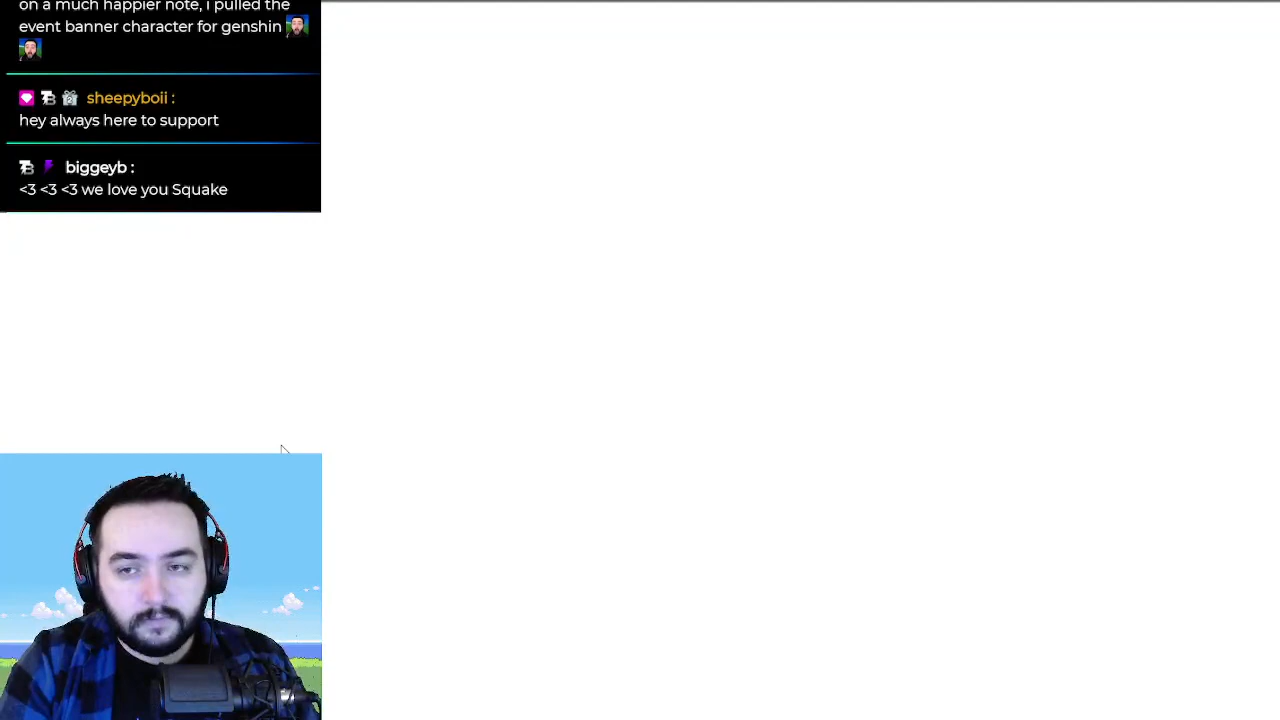 on a much happier note, i pulled the
event banner character for genshin
sheepyboii :
hey always here to support
biggeyb :
<3 <3 <3 we love you Squake